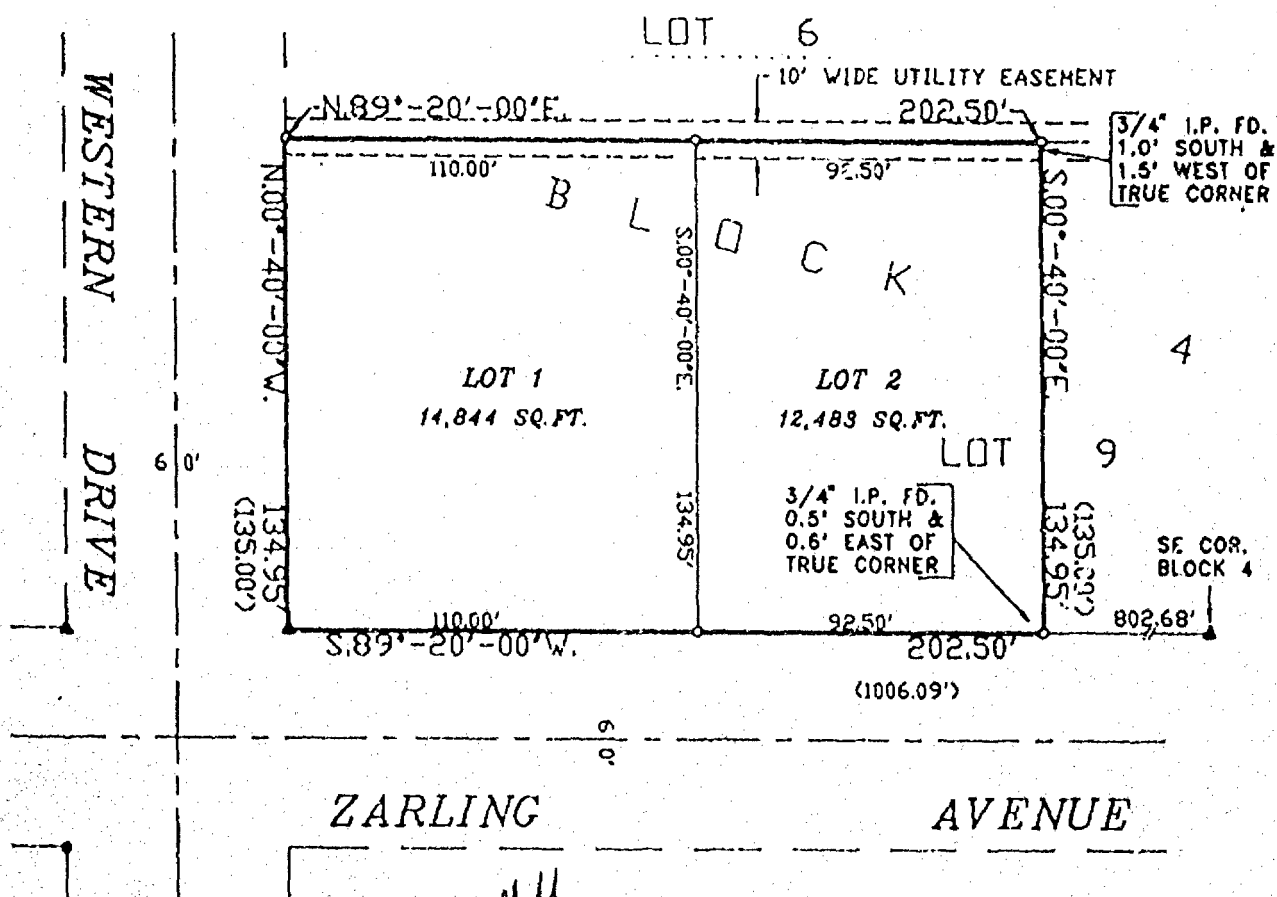 LOT 6
10' WIDE UTILITY EASEMENT
N.89°-20'-00"E. 202.50'
3/4" I.P. FD.
1.0' SOUTH &
1.5' WEST OF
TRUE CORNER
110.00' 92.50'
WESTERN DRIVE
N.00°-40'-00"W.
134.95'
(135.00')
60'
BLOCK 4
S.00°-40'-00"E.
134.95'
S.00°-40'-00"E.
134.95'
LOT 1
14,844 SQ.FT.
LOT 2
12,483 SQ.FT.
LOT 9
3/4" I.P. FD.
0.5' SOUTH &
0.6' EAST OF
TRUE CORNER
SE COR.
BLOCK 4
802.68'
110.00' 92.50'
S.89°-20'-00"W. 202.50'
(1006.09')
60'
ZARLING AVENUE